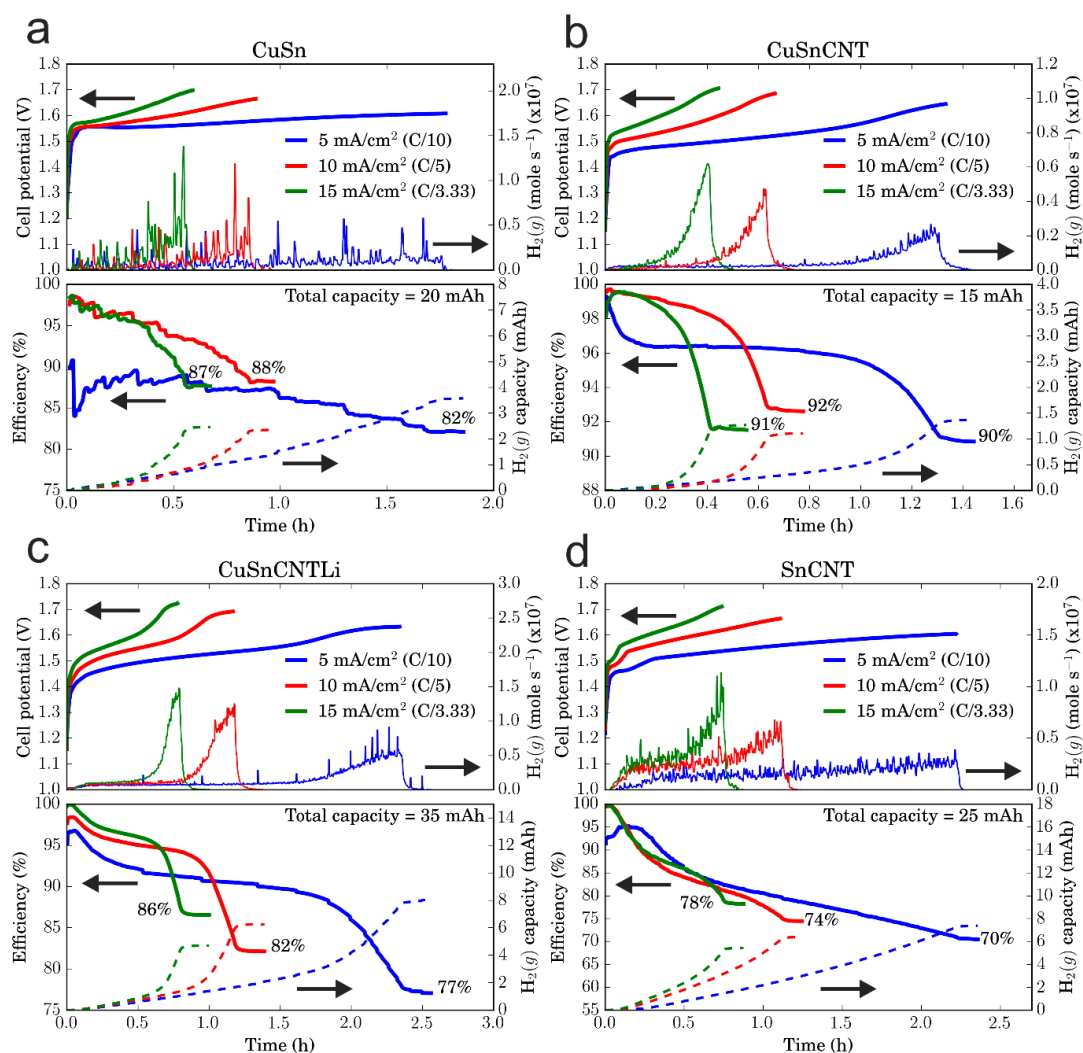 a
CuSn
1.8
1.7
1.6
1.5
1.4
1.3
1.2
1.1
1.0
Cell potential (V)
5 mA/cm² (C/10)
10 mA/cm² (C/5)
15 mA/cm² (C/3.33)
2.0
1.5
1.0
0.5
0.0
H₂(g) (mole s⁻¹) (x10⁷)
100
95
90
85
80
75
Efficiency (%)
Total capacity = 20 mAh
87%
88%
82%
8
7
6
5
4
3
2
1
0
H₂(g) capacity (mAh)
0.0 0.5 1.0 1.5 2.0
Time (h)
b
CuSnCNT
1.8
1.7
1.6
1.5
1.4
1.3
1.2
1.1
1.0
Cell potential (V)
5 mA/cm² (C/10)
10 mA/cm² (C/5)
15 mA/cm² (C/3.33)
1.2
1.0
0.8
0.6
0.4
0.2
0.0
H₂(g) (mole s⁻¹) (x10⁷)
100
98
96
94
92
90
88
Efficiency (%)
Total capacity = 15 mAh
91%
92%
90%
4.0
3.5
3.0
2.5
2.0
1.5
1.0
0.5
0.0
H₂(g) capacity (mAh)
0.0 0.2 0.4 0.6 0.8 1.0 1.2 1.4 1.6
Time (h)
c
CuSnCNTLi
1.8
1.7
1.6
1.5
1.4
1.3
1.2
1.1
1.0
Cell potential (V)
5 mA/cm² (C/10)
10 mA/cm² (C/5)
15 mA/cm² (C/3.33)
3.0
2.5
2.0
1.5
1.0
0.5
0.0
H₂(g) (mole s⁻¹) (x10⁷)
100
95
90
85
80
75
Efficiency (%)
Total capacity = 35 mAh
86%
82%
77%
14
12
10
8
6
4
2
0
H₂(g) capacity (mAh)
0.0 0.5 1.0 1.5 2.0 2.5 3.0
Time (h)
d
SnCNT
1.8
1.7
1.6
1.5
1.4
1.3
1.2
1.1
1.0
Cell potential (V)
5 mA/cm² (C/10)
10 mA/cm² (C/5)
15 mA/cm² (C/3.33)
2.0
1.5
1.0
0.5
0.0
H₂(g) (mole s⁻¹) (x10⁷)
100
95
90
85
80
75
70
65
60
55
Efficiency (%)
Total capacity = 25 mAh
78%
74%
70%
18
16
14
12
10
8
6
4
2
0
H₂(g) capacity (mAh)
0.0 0.5 1.0 1.5 2.0 2.5
Time (h)